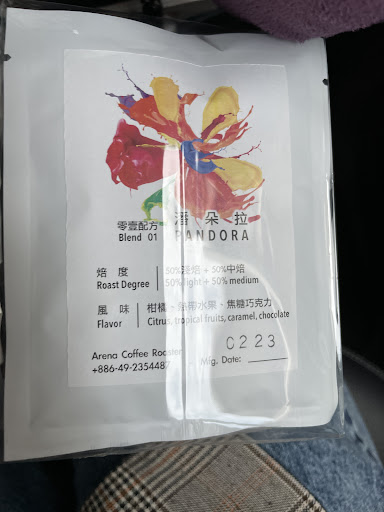 零壹配方 潘朵拉
Blend 01 PANDORA
焙 度 50%淺焙 + 50%中焙
Roast Degree 50% light + 50% medium
風 味 柑橘、熱帶水果、焦糖巧克力
Flavor Citrus, tropical fruits, caramel, chocolate
0223
Arena Coffee Roaster
+886-49-2354487 Mfg. Date: